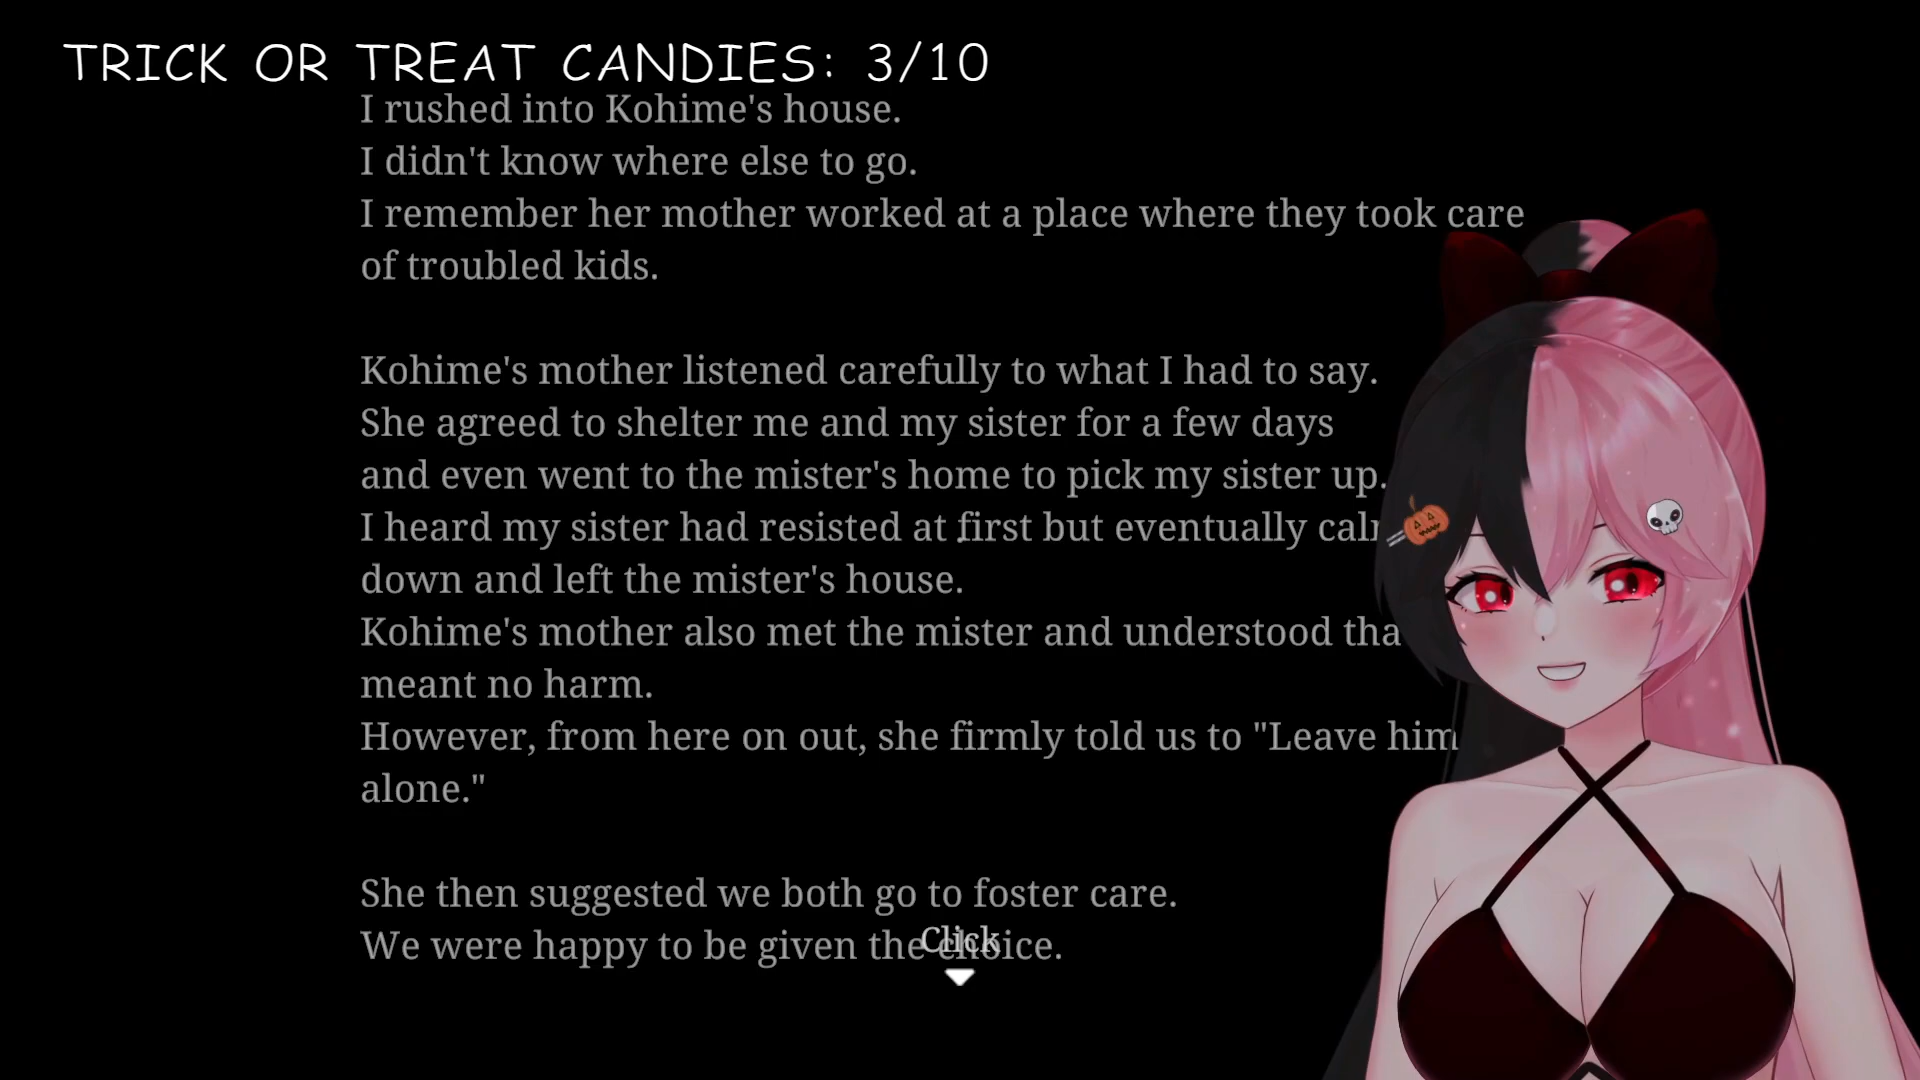 TRICK OR TREAT CANDIES: 3/10
I rushed into Kohime's house.
I didn't know where else to go.
I remember her mother worked at a place where they took care
of troubled kids.
Kohime's mother listened carefully to what I had to say.
She agreed to shelter me and my sister for a few days
and even went to the mister's home to pick my sister up.
I heard my sister had resisted at first but eventually
down and left the mister's house.
Kohime's mother also met the mister and understood
meant no harm.
However, from here on out, she firmly told us to "Leave him
alone."
She then suggested we both go to foster care.
We were happy to be given the choice.
Click